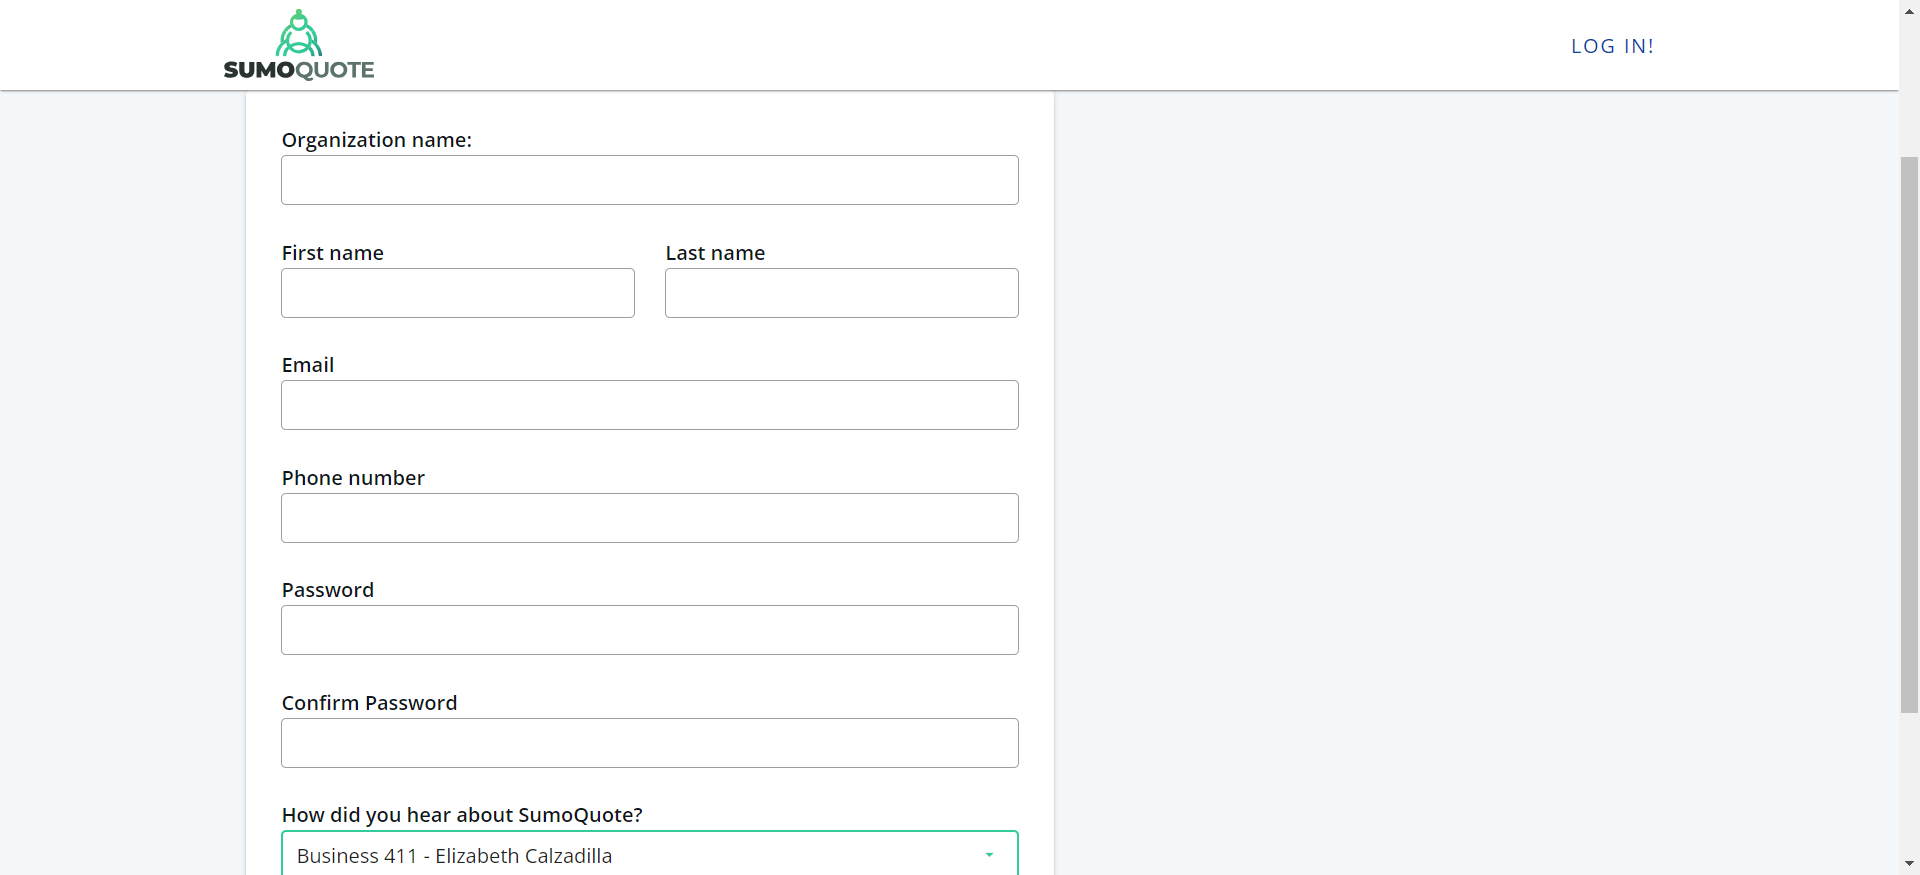 SUMOQUOTE
LOG IN!
Organization name:
First name
Last name
Email
Phone number
Password
Confirm Password
How did you hear about SumoQuote?
Business 411 - Elizabeth Calzadilla